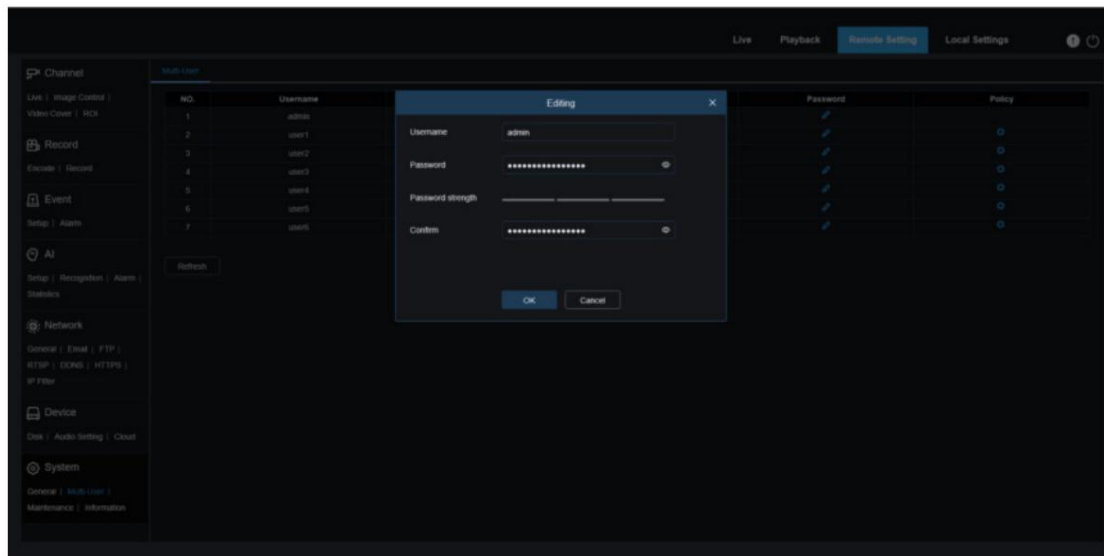 Live Playback Remote Setting Local Settings
Channel
Live | Image Control |
Video Cover | ROI
Record
Encode | Record
Event
Setup | Alarm
AI
Setup | Recognition | Alarm |
Statistics
Network
General | Email | FTP |
RTSP | DDNS | HTTPS |
IP Filter
Device
Disk | Audio Setting | Cloud
System
General | Multi-User |
Maintenance | Information
Multi-User
NO. Username Password Policy
1 admin
2 user1
3 user2
4 user3
5 user4
6 user5
7 user6
Refresh
Editing
Username admin
Password ••••••••••••••••
Password strength
Confirm ••••••••••••••••
OK Cancel